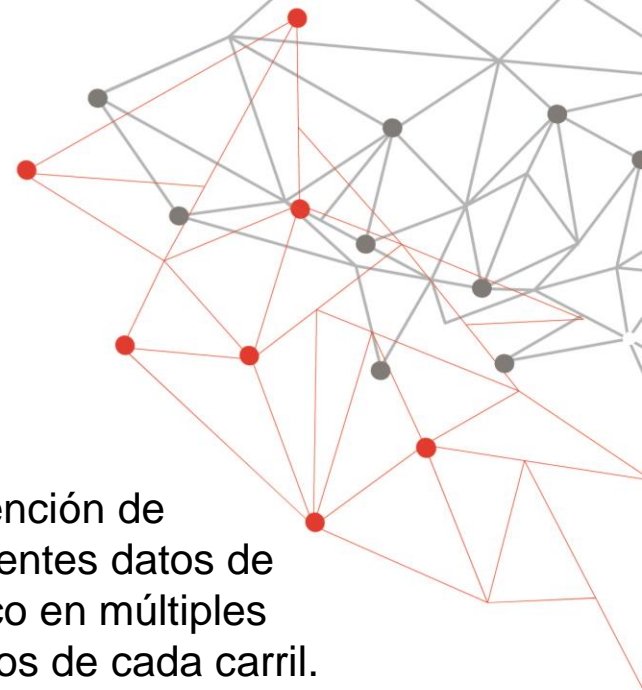 ención de
entes datos de
co en múltiples
os de cada carril.